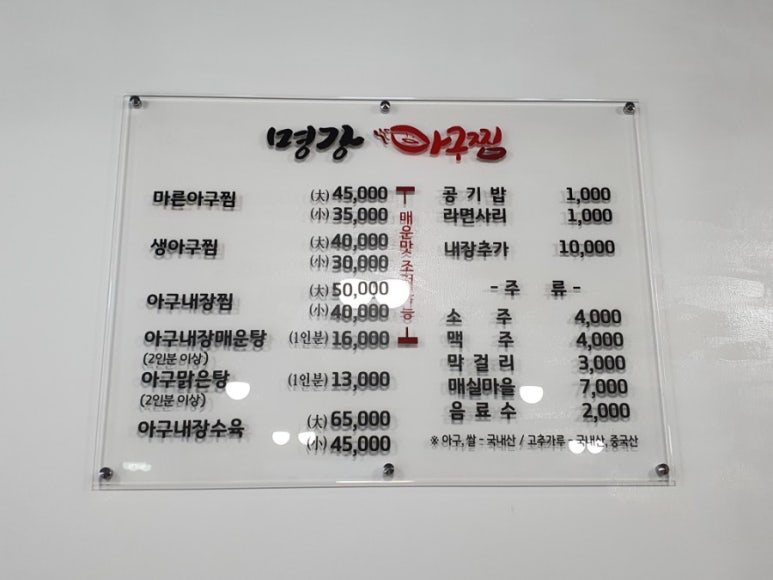 명강 아구찜
마른아구찜 (大) 45,000
(小) 35,000
생아구찜 (大) 40,000
(小) 30,000
아구내장찜 (大) 50,000
(小) 40,000
아구내장매운탕 (1인분) 16,000
(2인분 이상)
아구맑은탕 (1인분) 13,000
(2인분 이상)
아구내장수육 (大) 65,000
(小) 45,000
매운맛
공기밥 1,000
라면사리 1,000
내장추가 10,000
- 주 류 -
소 주 4,000
맥 주 4,000
막걸리 3,000
매실마을 7,000
음료수 2,000
※ 아구, 쌀 - 국내산 / 고추가루 - 국내산, 중국산